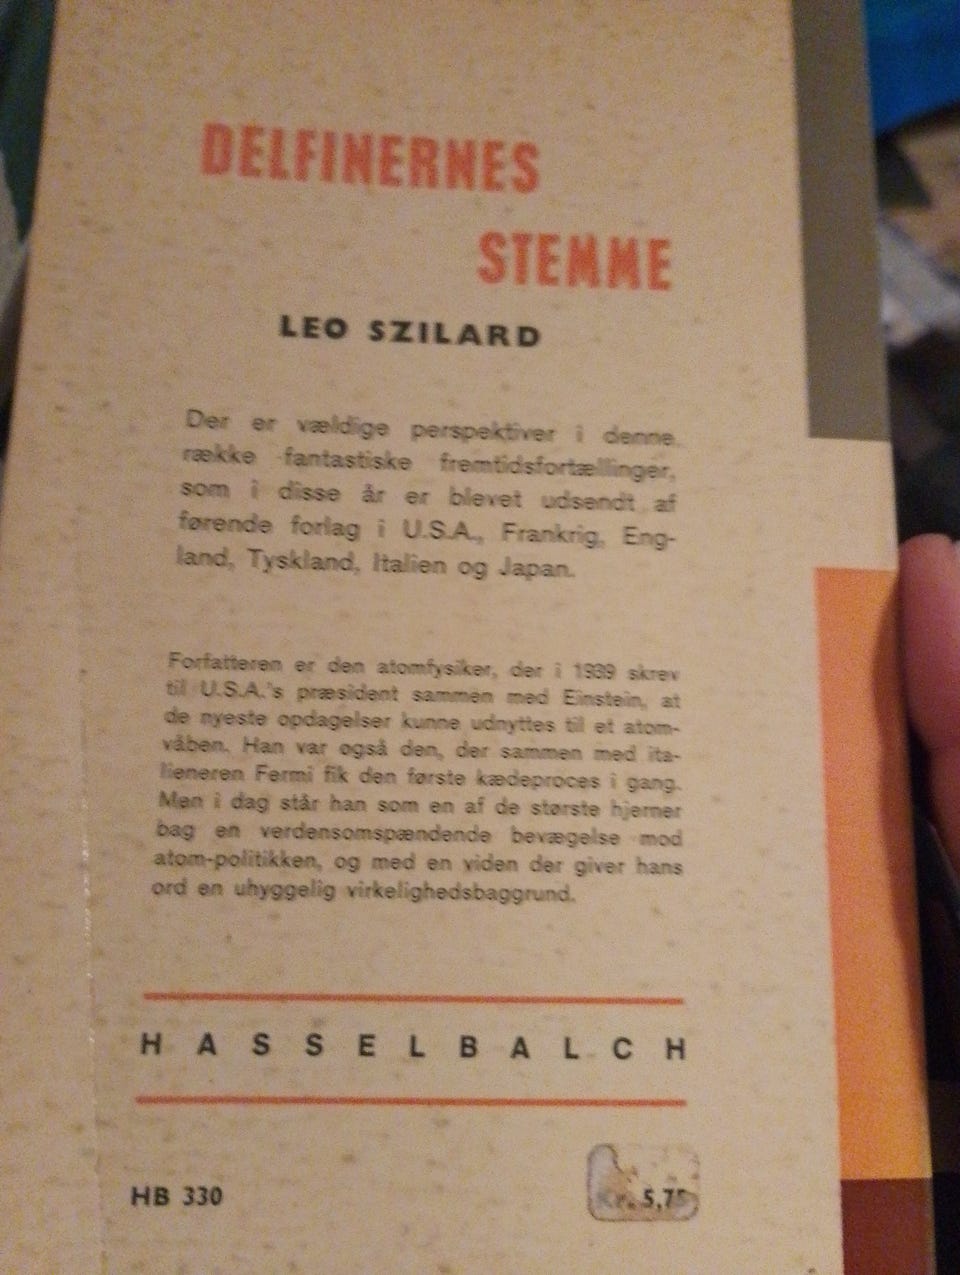 DELFINERNES
STEMME
LEO SZILARD
Der er vældige perspektiver i denne
række fantastiske fremtidsfortællinger,
som i disse år er blevet udsendt af
førende forlag i U.S.A., Frankrig, Eng-
land, Tyskland, Italien og Japan.
Forfatteren er den atomfysiker, der i 1939 skrev
til U.S.A.'s præsident sammen med Einstein, at
de nyeste opdagelser kunne udnyttes til et atom-
våben. Han var også den, der sammen med ita-
lieneren Fermi fik den første kædeproces i gang.
Men i dag står han som en af de største hjerner
bag en verdensomspændende bevægelse mod
atom-politikken, og med en viden der giver hans
ord en uhyggelig virkelighedsbaggrund.
HASSELBALCH
HB 330
Kr. 5,75